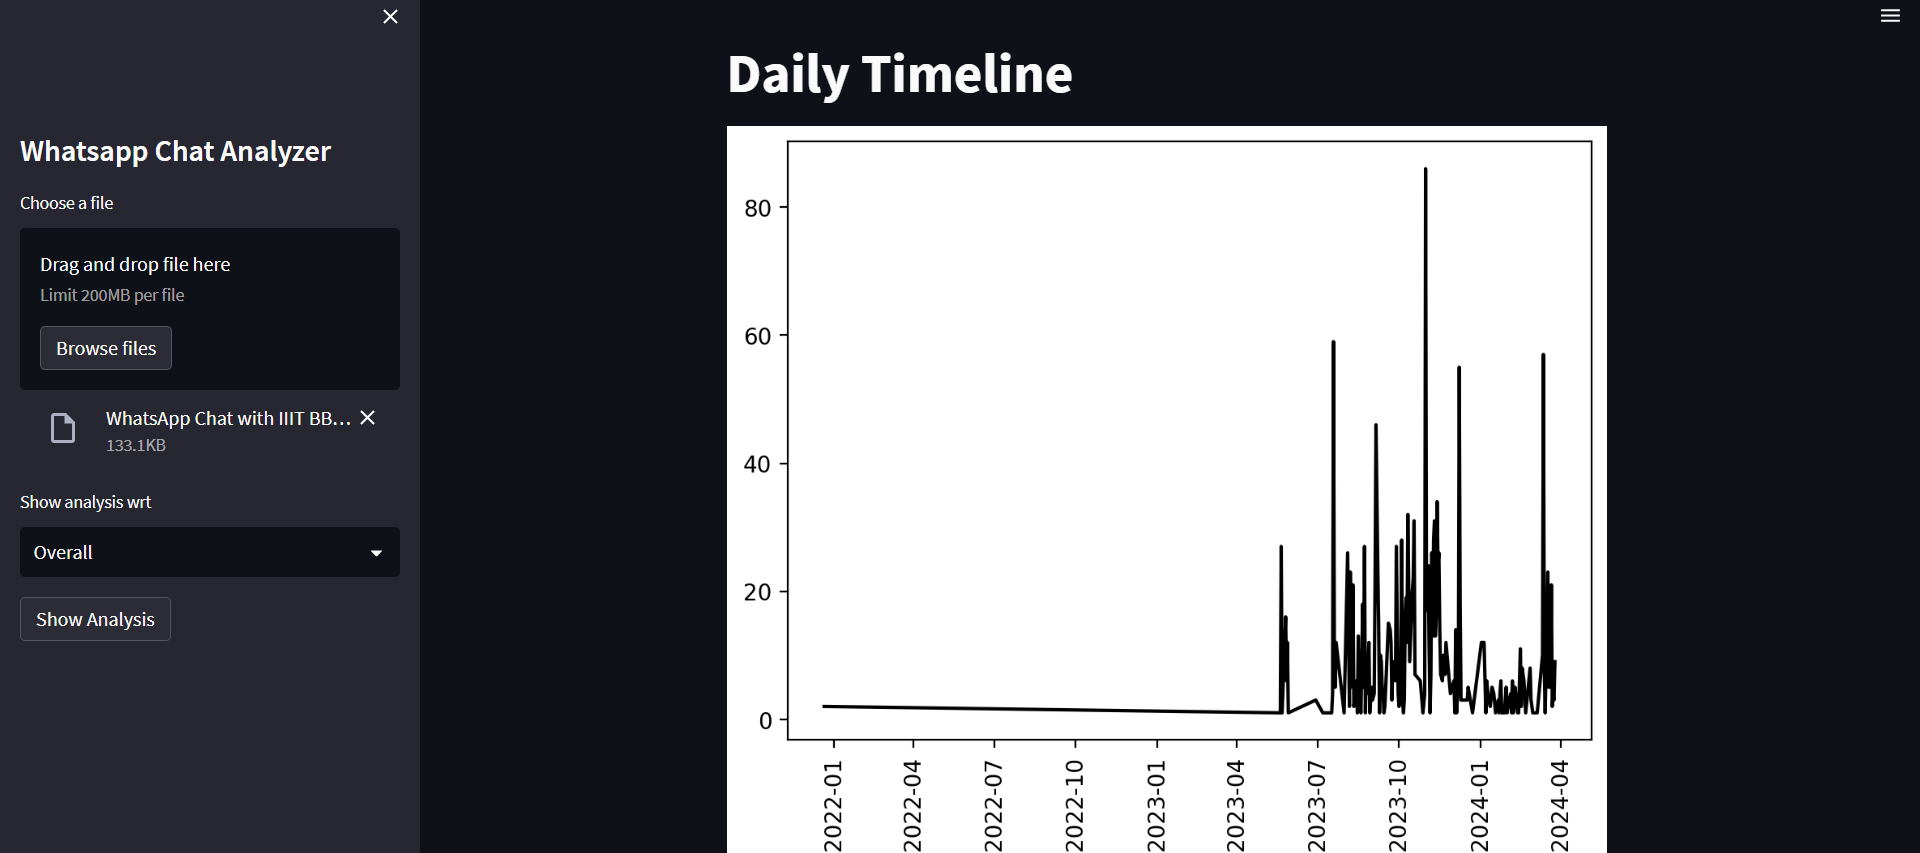 Whatsapp Chat Analyzer
Choose a file
Drag and drop file here
Limit 200MB per file
Browse files
WhatsApp Chat with IIIT BB...
133.1KB
Show analysis wrt
Overall
Show Analysis
Daily Timeline
80
60
40
20
0
2022-01
2022-04
2022-07
2022-10
2023-01
2023-04
2023-07
2023-10
2024-01
2024-04